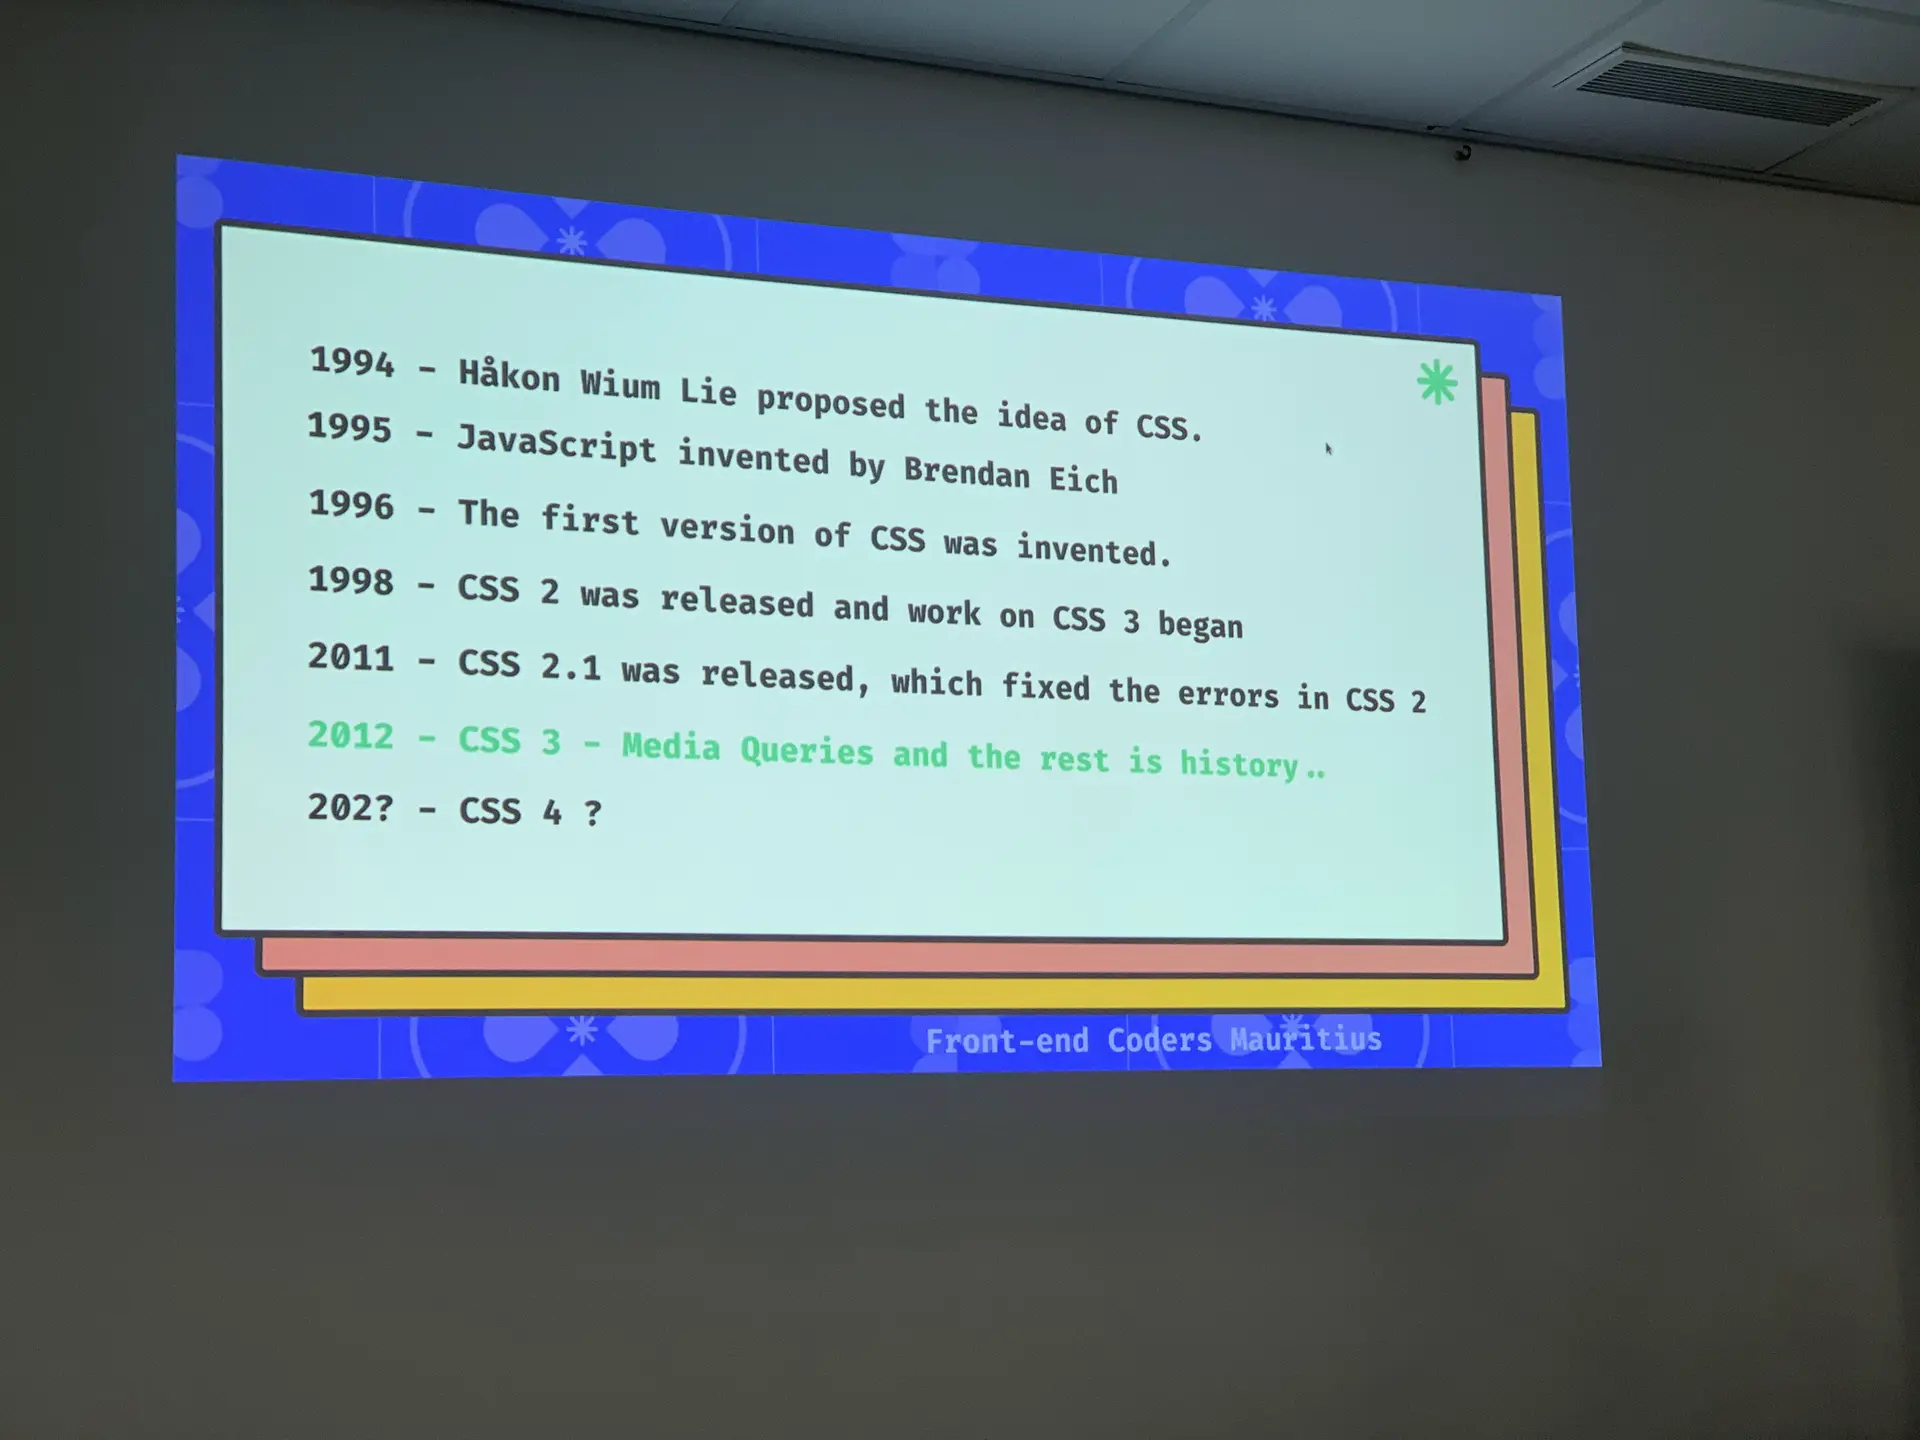 1994 – Håkon Wium Lie proposed the idea of CSS.
1995 – JavaScript invented by Brendan Eich
1996 – The first version of CSS was invented.
1998 – CSS 2 was released and work on CSS 3 began
2011 – CSS 2.1 was released, which fixed the errors in CSS 2
2012 – CSS 3 – Media Queries and the rest is history..
202? – CSS 4 ?
Front-end Coders Mauritius